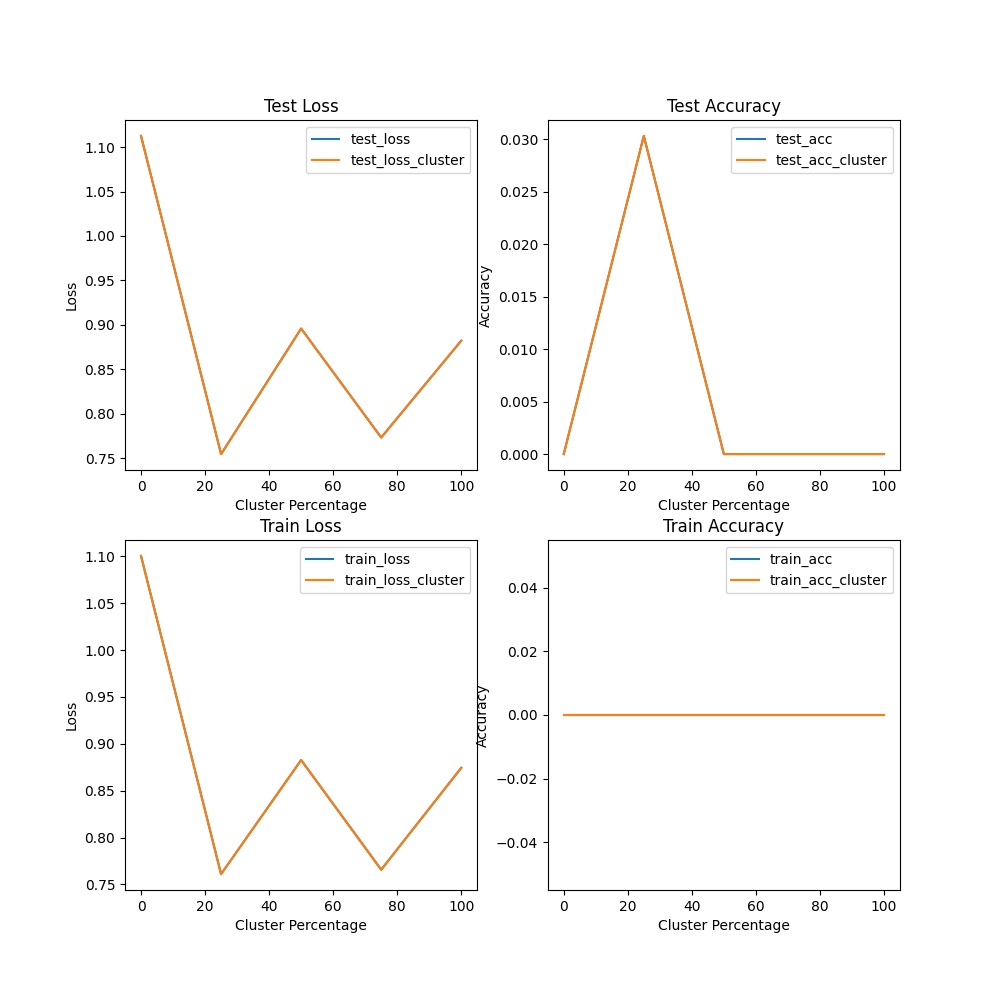 Test Loss
test_loss
test_loss_cluster
1.10
1.05
1.00
0.95
0.90
0.85
0.80
0.75
Loss
0 20 40 60 80 100
Cluster Percentage
Test Accuracy
test_acc
test_acc_cluster
0.030
0.025
0.020
0.015
0.010
0.005
0.000
Accuracy
0 20 40 60 80 100
Cluster Percentage
Train Loss
train_loss
train_loss_cluster
1.10
1.05
1.00
0.95
0.90
0.85
0.80
0.75
Loss
0 20 40 60 80 100
Cluster Percentage
Train Accuracy
train_acc
train_acc_cluster
0.04
0.02
0.00
−0.02
−0.04
Accuracy
0 20 40 60 80 100
Cluster Percentage